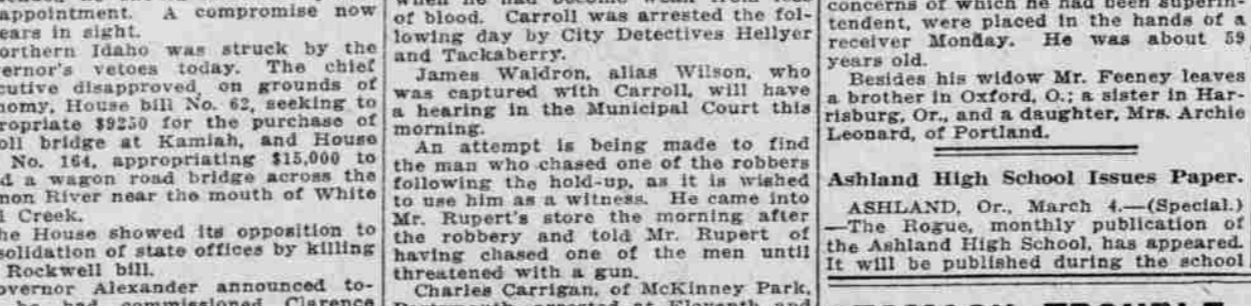 appointment. A compromise now
ears in sight.
orthern Idaho was struck by the
ernor's vetoes today. The chief
cutive disapproved, on grounds of
nomy, House bill No. 62, seeking to
ropriate $9250 for the purchase of
oll bridge at Kamiah, and House
No. 164, appropriating $15,000 to
d a wagon road bridge across the
mon River near the mouth of White
Creek.
he House showed its opposition to
solidation of state offices by killing
Rockwell bill.
overnor Alexander announced to-
he had commissioned Clarence
of blood. Carroll was arrested the fol-
lowing day by City Detectives Hellyer
and Tackaberry.
James Waldron, alias Wilson, who
was captured with Carroll, will have
a hearing in the Municipal Court this
morning.
An attempt is being made to find
the man who chased one of the robbers
following the hold-up, as it is wished
to use him as a witness. He came into
Mr. Rupert's store the morning after
the robbery and told Mr. Rupert of
having chased one of the men until
threatened with a gun.
Charles Carrigan, of McKinney Park,
concerns of which he had been superin-
tendent, were placed in the hands of a
receiver Monday. He was about 59
years old.
Besides his widow Mr. Feeney leaves
a brother in Oxford, O.; a sister in Har-
risburg, Or., and a daughter, Mrs. Archie
Leonard, of Portland.
Ashland High School Issues Paper.
ASHLAND, Or., March 4.—(Special.)
—The Rogue, monthly publication of
the Ashland High School, has appeared.
It will be published during the school